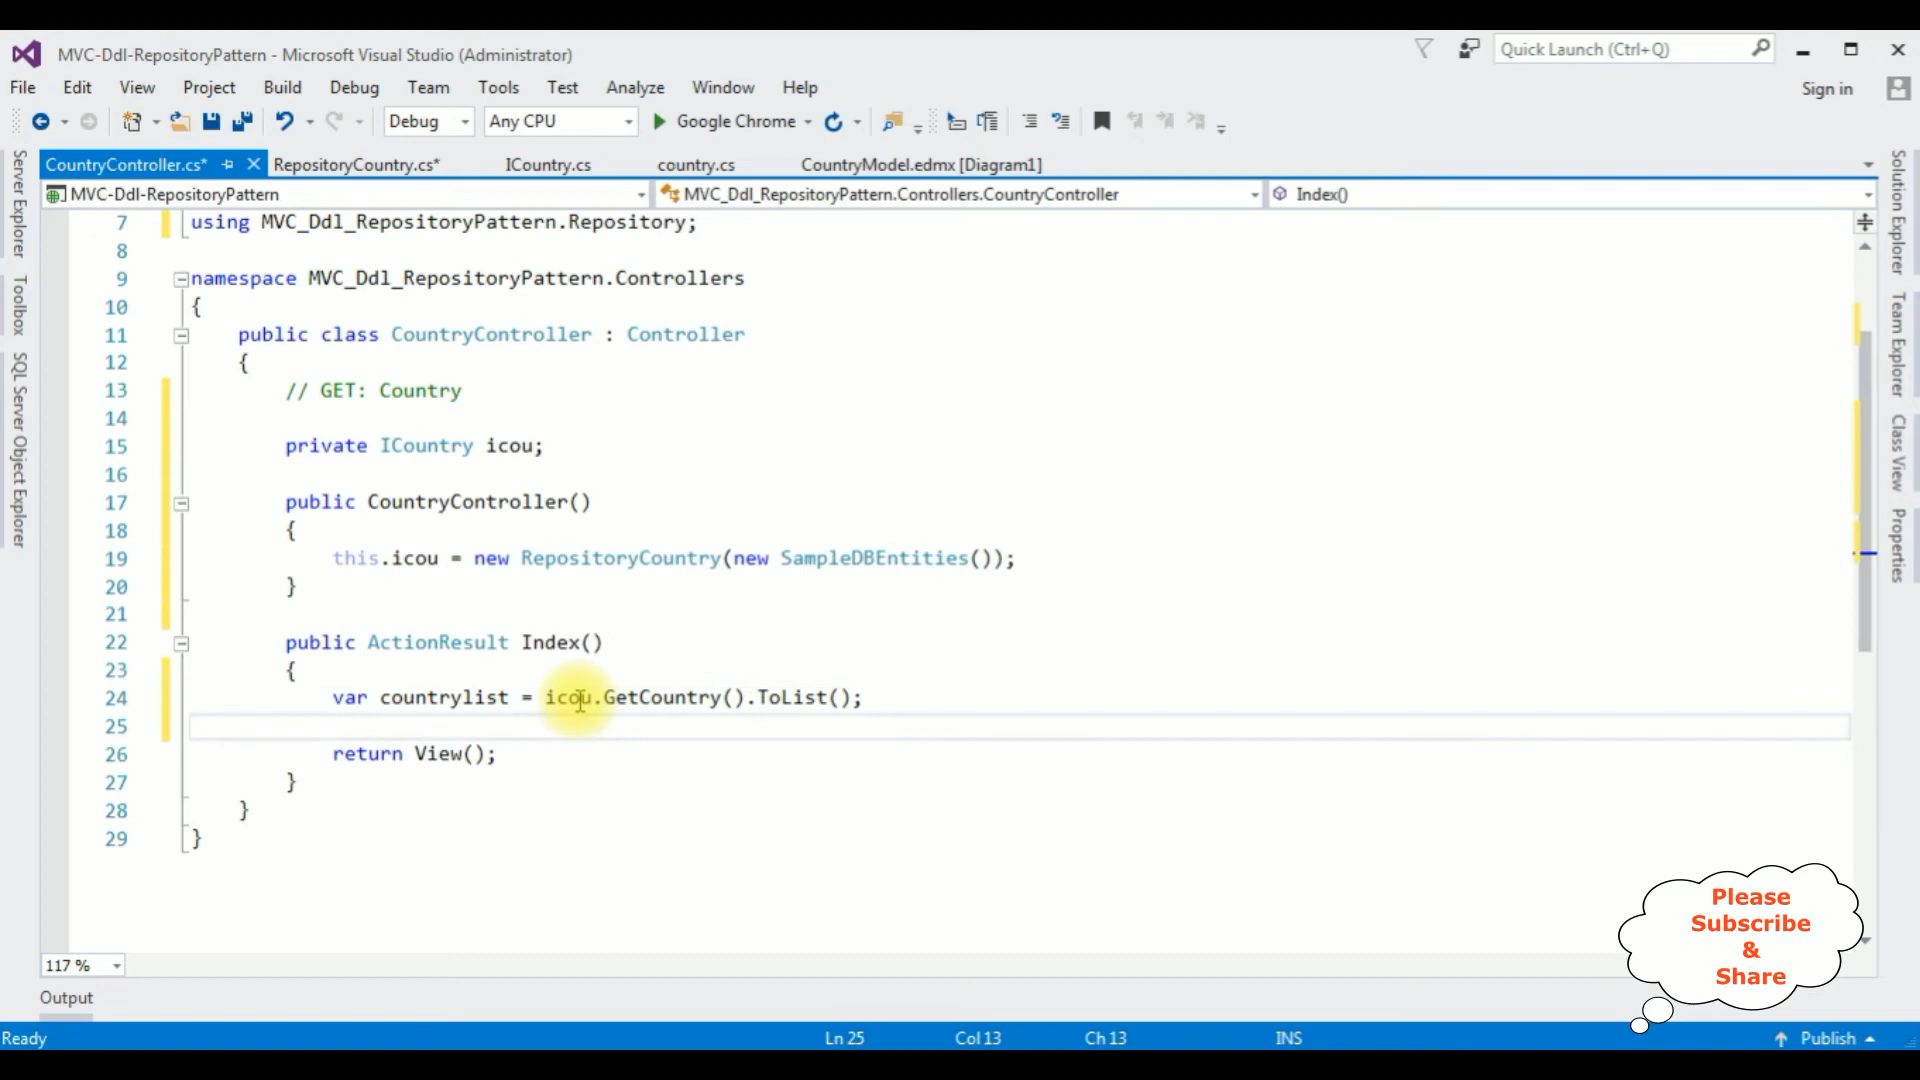 MVC-Ddl-RepositoryPattern - Microsoft Visual Studio (Administrator)
Quick Launch (Ctrl+Q)
File Edit View Project Build Debug Team Tools Test Analyze Window Help
Sign in
Debug Any CPU Google Chrome
CountryController.cs* RepositoryCountry.cs* ICountry.cs country.cs CountryModel.edmx [Diagram1]
MVC-Ddl-RepositoryPattern MVC_Ddl_RepositoryPattern.Controllers.CountryController Index()
Server Explorer
Toolbox
SQL Server Object Explorer
7 using MVC_Ddl_RepositoryPattern.Repository;
8
9 namespace MVC_Ddl_RepositoryPattern.Controllers
10 {
11 public class CountryController : Controller
12 {
13 // GET: Country
14
15 private ICountry icou;
16
17 public CountryController()
18 {
19 this.icou = new RepositoryCountry(new SampleDBEntities());
20 }
21
22 public ActionResult Index()
23 {
24 var countrylist = icou.GetCountry().ToList();
25
26 return View();
27 }
28 }
29 }
Solution Explorer
Team Explorer
Class View
Properties
Please
Subscribe
&
Share
117 %
Output
Ready Ln 25 Col 13 Ch 13 INS Publish